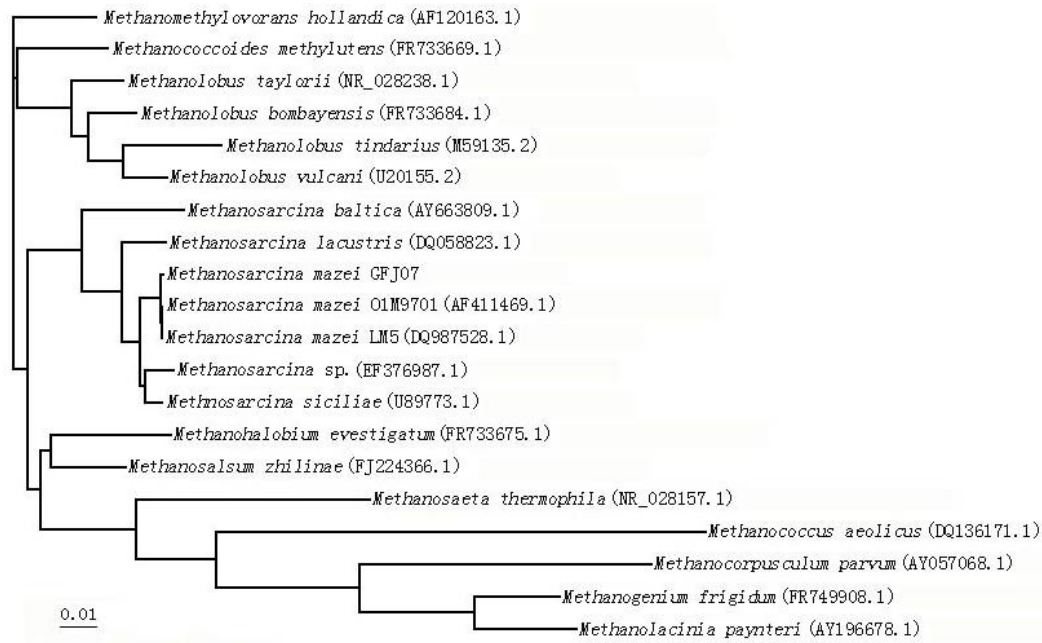 Methanomethylovorans hollandica (AF120163.1)
Methanococcoides methylutens (FR733669.1)
Methanolobus taylorii (NR_028238.1)
Methanolobus bombayensis (FR733684.1)
Methanolobus tindarius (M59135.2)
Methanolobus vulcani (U20155.2)
Methanosarcina baltica (AY663809.1)
Methanosarcina lacustris (DQ058823.1)
Methanosarcina mazei GFJ07
Methanosarcina mazei O1M9701 (AF411469.1)
Methanosarcina mazei LM5 (DQ987528.1)
Methanosarcina sp. (EF376987.1)
Methnosarcina siciliae (U89773.1)
Methanohalobium evestigatum (FR733675.1)
Methanosalsum zhilinae (FJ224366.1)
Methanosaeta thermophila (NR_028157.1)
Methanococcus aeolicus (DQ136171.1)
Methanocorpusculum parvum (AY057068.1)
Methanogenium frigidum (FR749908.1)
Methanolacinia paynteri (AY196678.1)
0.01